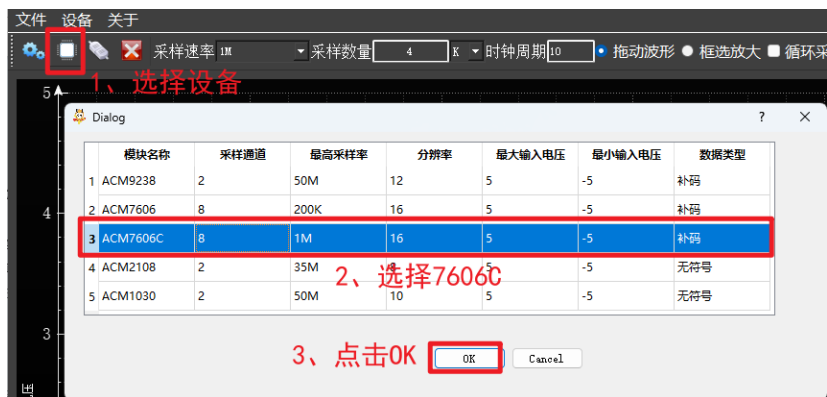 文件 设备 关于
采样速率 1M 采样数量 4 K 时钟周期 10 拖动波形 框选放大 循环采
1、选择设备
5
Dialog ? ×
模块名称 采样通道 最高采样率 分辨率 最大输入电压 最小输入电压 数据类型
1 ACM9238 2 50M 12 5 -5 补码
4
2 ACM7606 8 200K 16 5 -5 补码
3 ACM7606C 8 1M 16 5 -5 补码
4 ACM2108 2 35M 5 -5 无符号
2、选择7606C
5 ACM1030 2 50M 10 5 -5 无符号
3
3、点击OK
OK Cancel
压